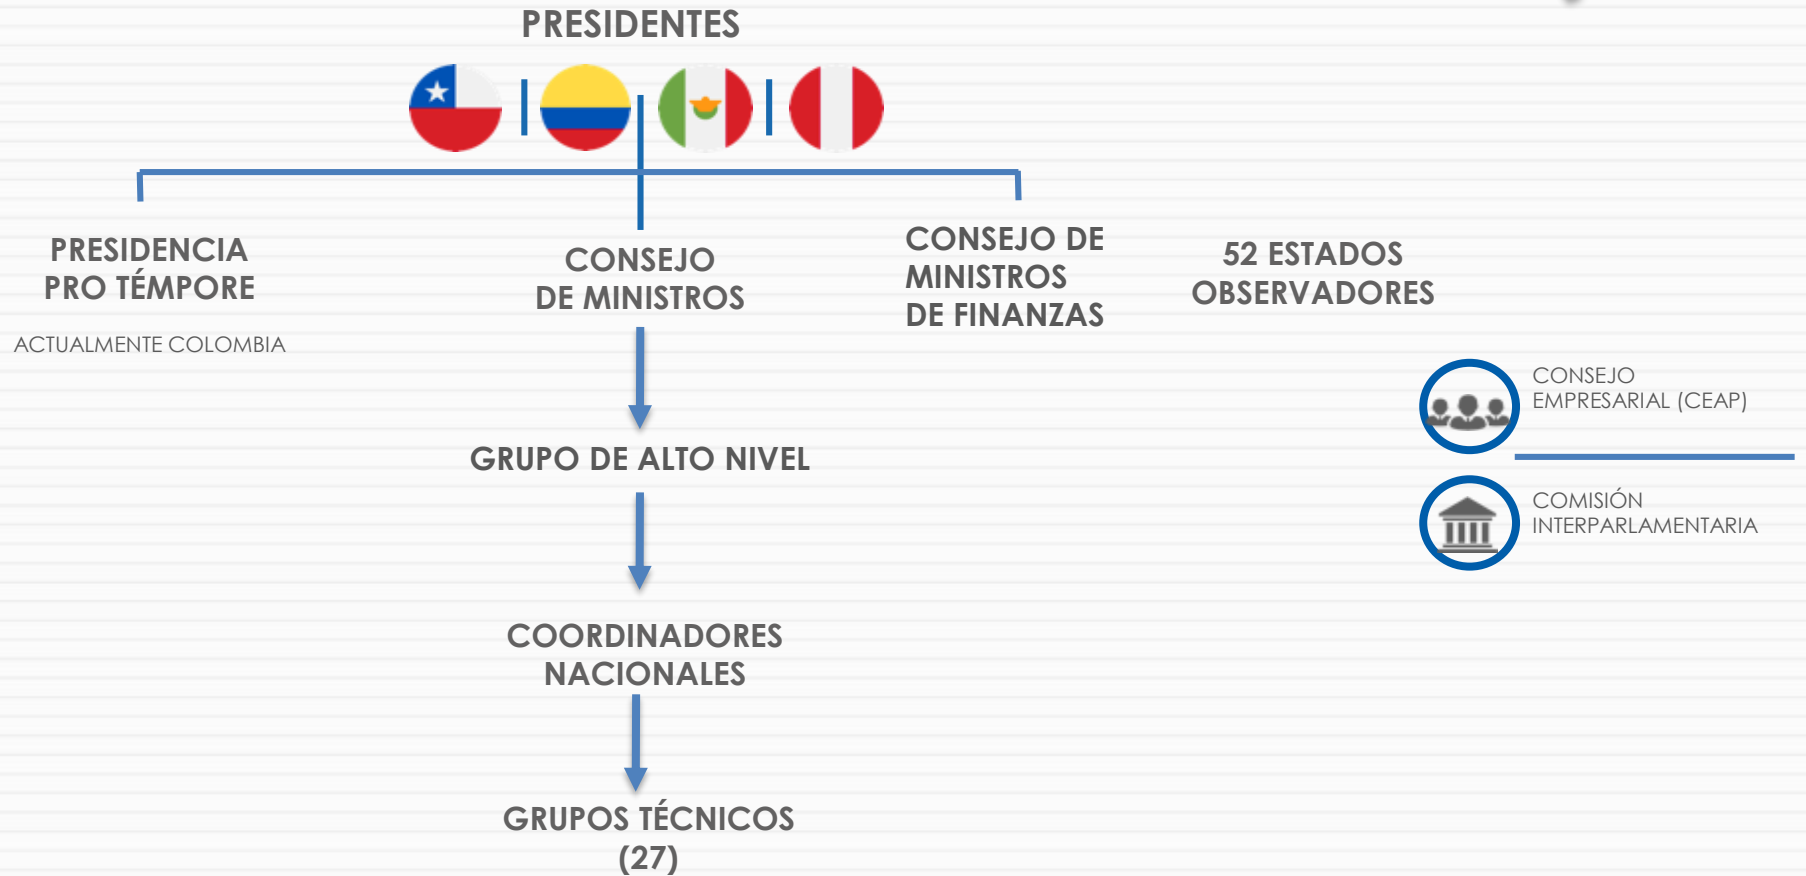 PRESIDENTES
PRESIDENCIA
PRO TÉMPORE
ACTUALMENTE COLOMBIA
CONSEJO
DE MINISTROS
CONSEJO DE
MINISTROS
DE FINANZAS
52 ESTADOS
OBSERVADORES
CONSEJO
EMPRESARIAL (CEAP)
COMISIÓN
INTERPARLAMENTARIA
GRUPO DE ALTO NIVEL
COORDINADORES
NACIONALES
GRUPOS TÉCNICOS
(27)